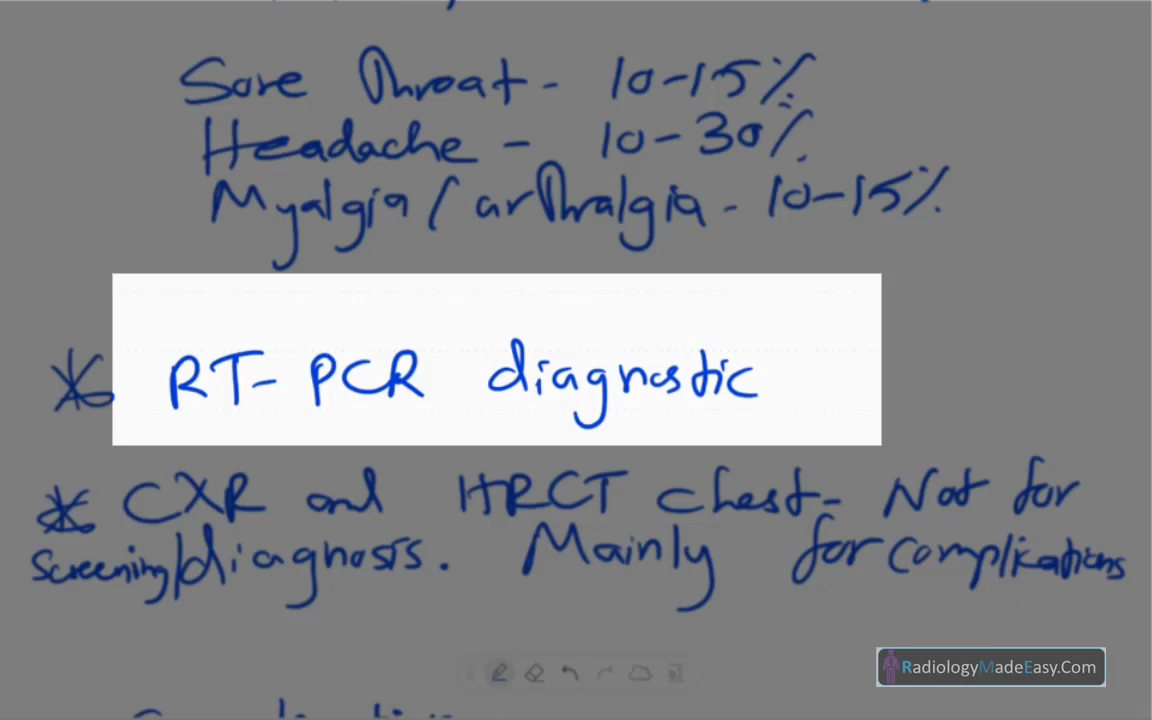 Sore Throat - 10-15%
Headache - 10-30%
Myalgia / arthralgia - 10-15%
* RT-PCR diagnostic
* CXR and HRCT chest - Not for
screening/diagnosis. Mainly for complications
RadiologyMadeEasy.Com